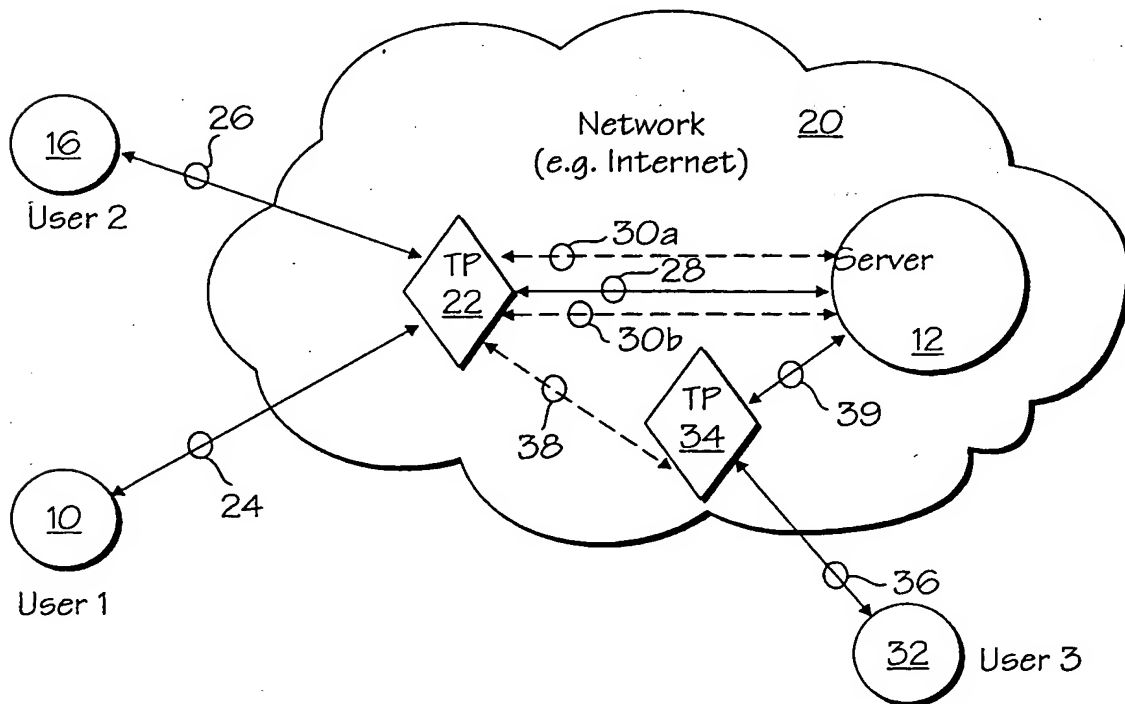 26
Network
20
(e.g. Internet)
16
User 2
30a
TP
28
Server
22
30b
12
TP
39
38
34
24
10
36
User 1
32
User 3